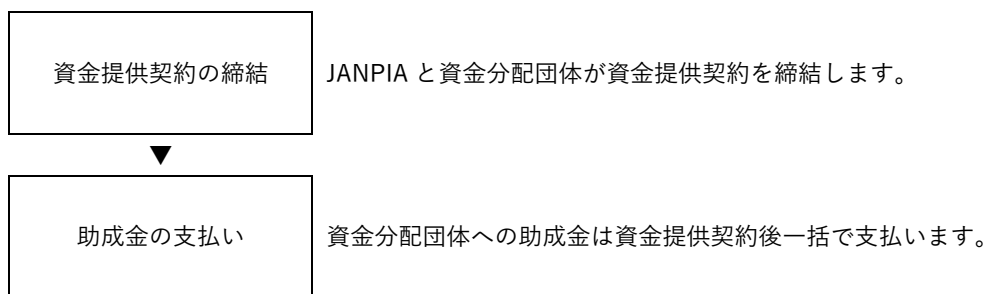 資金提供契約の締結
JANPIA と資金分配団体が資金提供契約を締結します。
▼
助成金の支払い
資金分配団体への助成金は資金提供契約後一括で支払います。